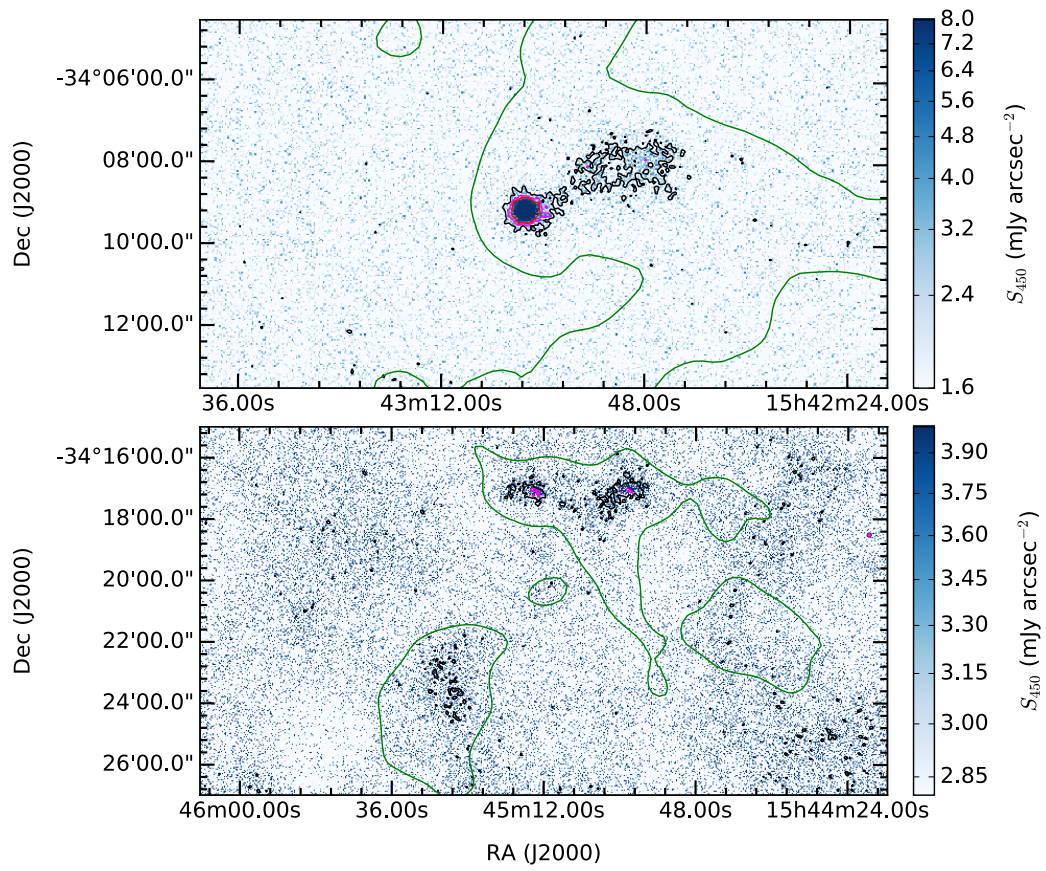 -34°06'00.0"
08'00.0"
10'00.0"
12'00.0"
Dec (J2000)
36.00s
43m12.00s
48.00s
15h42m24.00s
8.0
7.2
6.4
5.6
4.8
4.0
3.2
2.4
1.6
S450 (mJy arcsec−2)
-34°16'00.0"
18'00.0"
20'00.0"
22'00.0"
24'00.0"
26'00.0"
Dec (J2000)
46m00.00s
36.00s
45m12.00s
48.00s
15h44m24.00s
3.90
3.75
3.60
3.45
3.30
3.15
3.00
2.85
S450 (mJy arcsec−2)
RA (J2000)